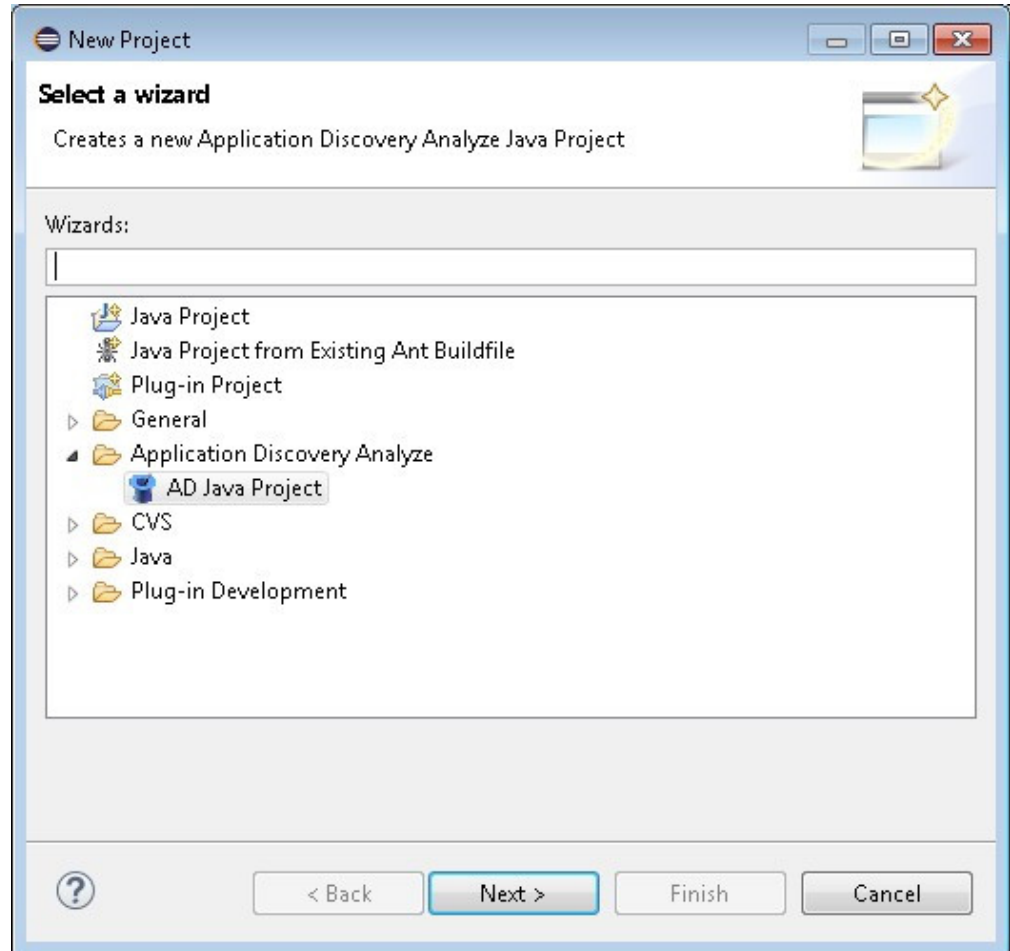 New Project
Select a wizard
Creates a new Application Discovery Analyze Java Project
Wizards:
Java Project
Java Project from Existing Ant Buildfile
Plug-in Project
General
Application Discovery Analyze
AD Java Project
CVS
Java
Plug-in Development
? < Back Next > Finish Cancel